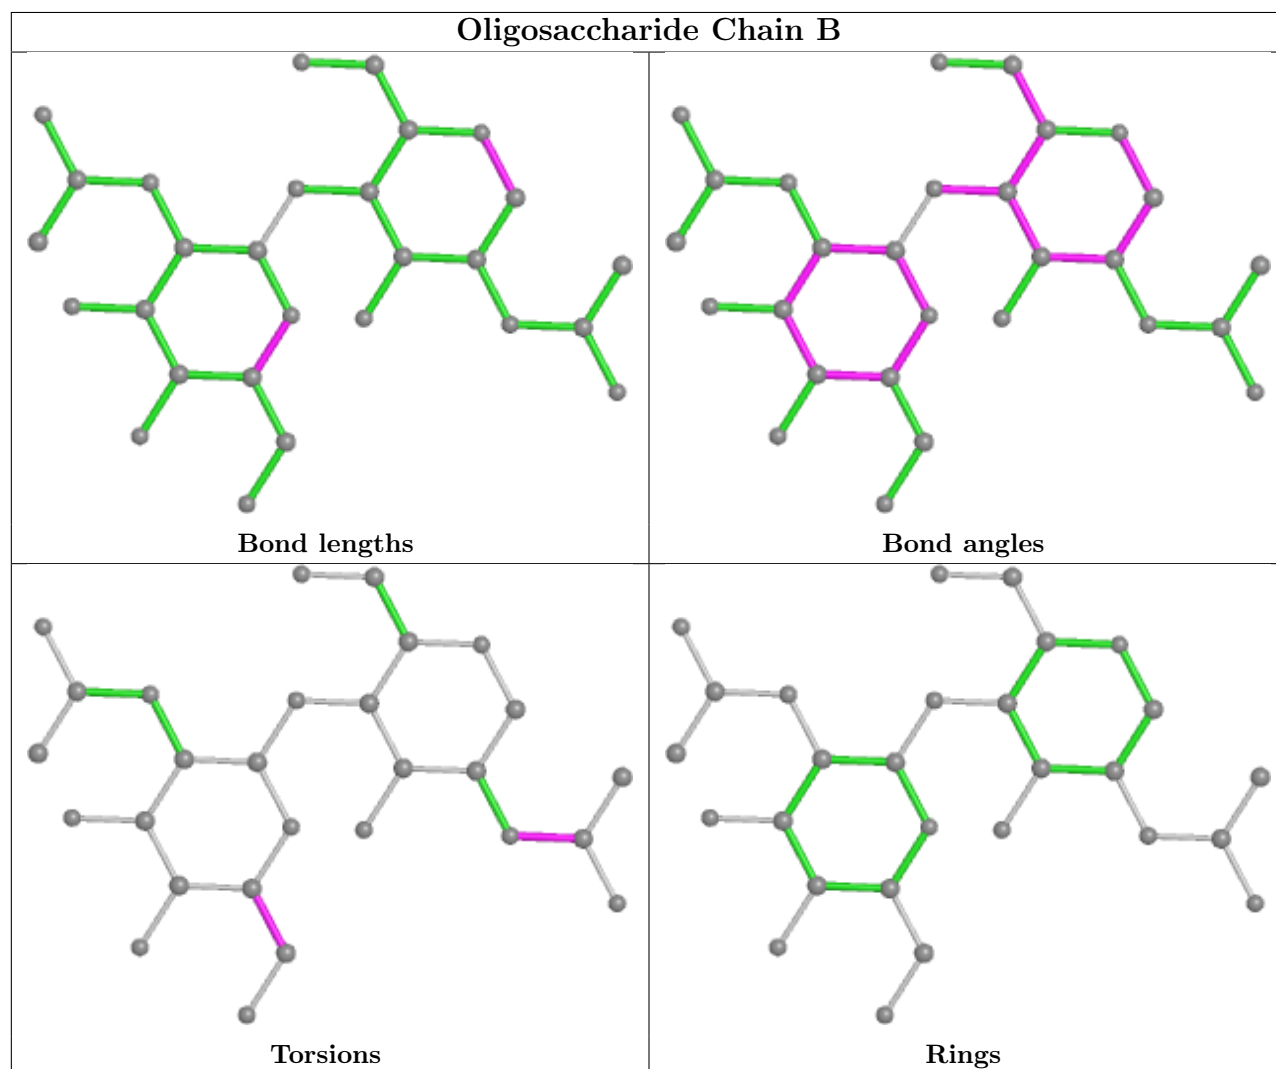 Oligosaccharide Chain B
Bond lengths
Bond angles
Torsions
Rings